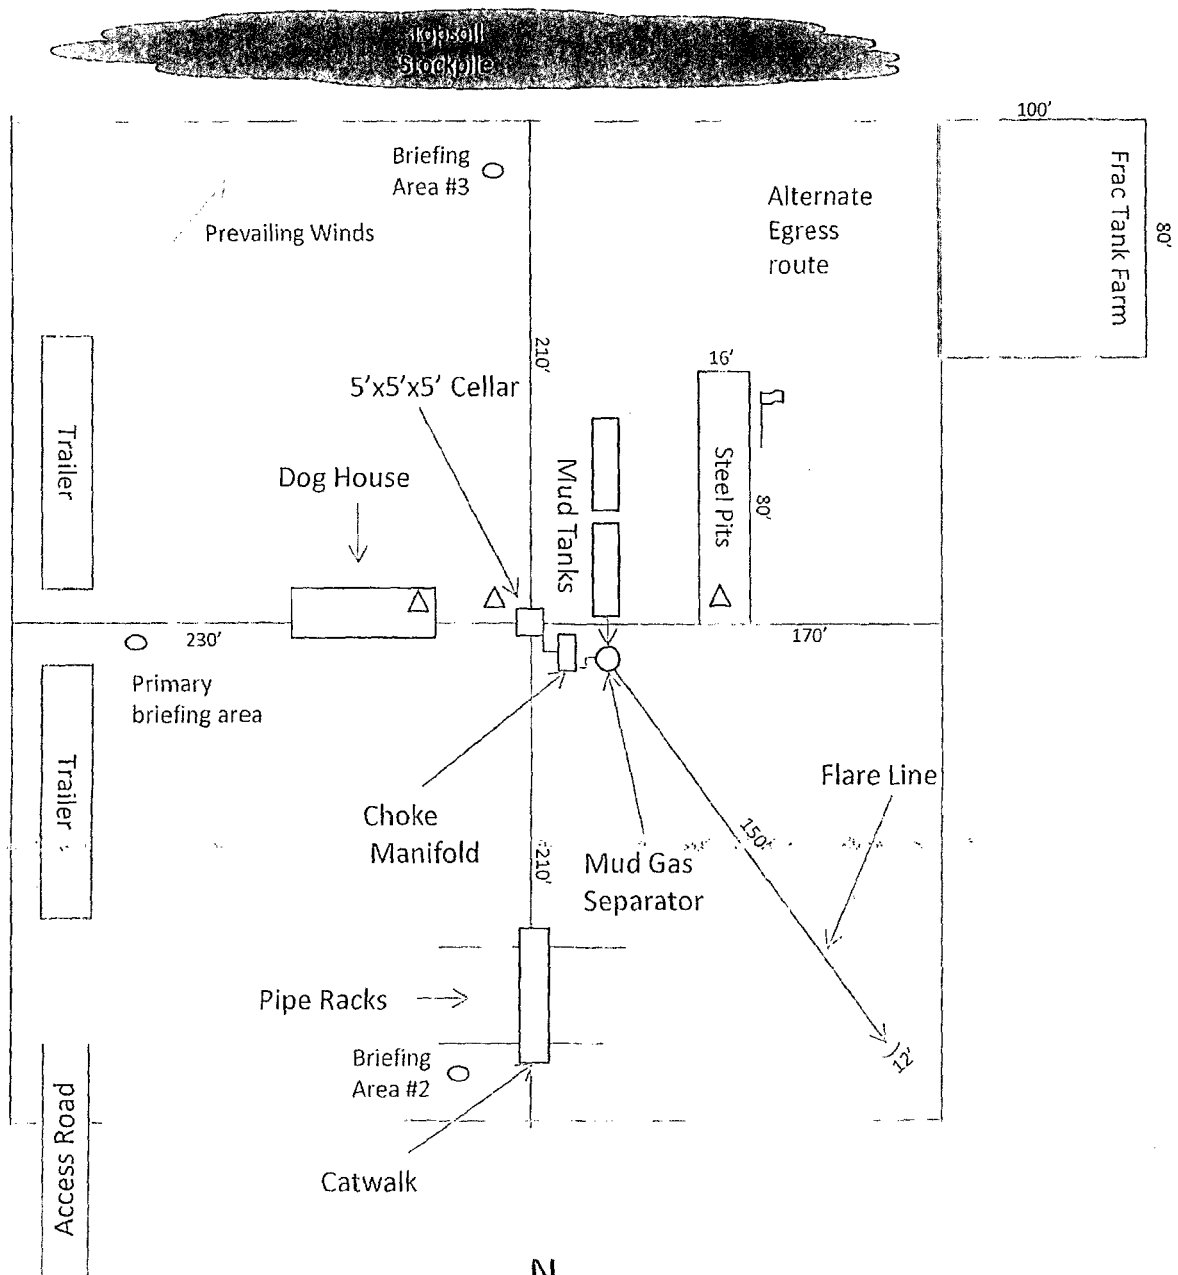 Topsoil
Stockpile
100'
Briefing
Area #3
Prevailing Winds
Alternate
Egress
route
Frac Tank Farm
80'
210'
16'
5'x5'x5' Cellar
Trailer
Dog House
Mud Tanks
Steel Pits
80'
230'
170'
Primary
briefing area
Trailer
Flare Line
Choke
Manifold
150'
210'
Mud Gas
Separator
Pipe Racks
Briefing
Area #2
12'
Access Road
Catwalk
N